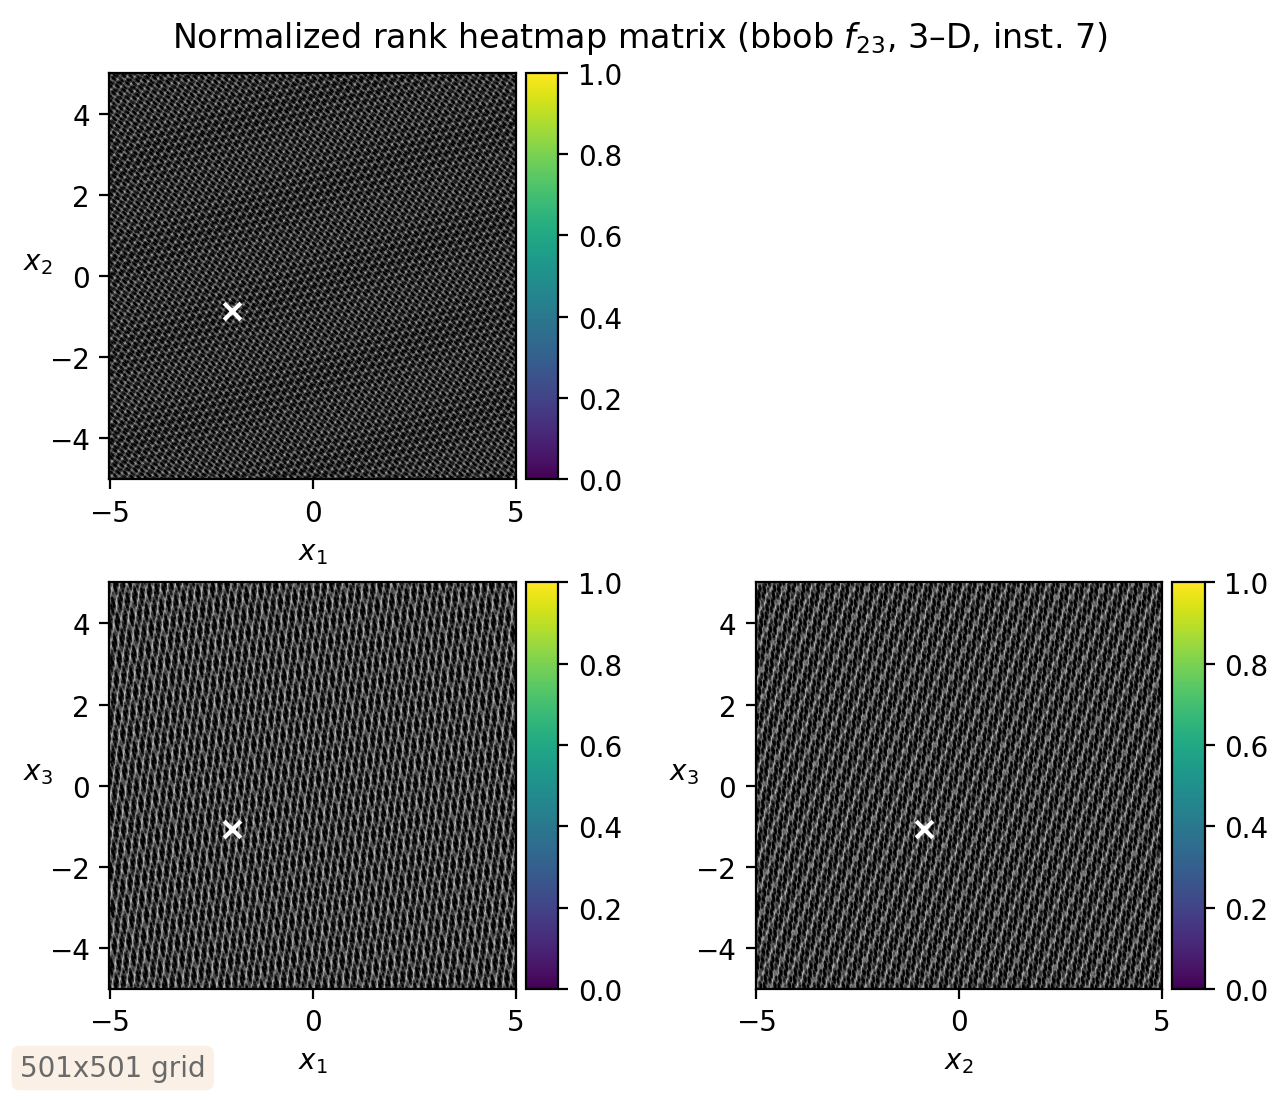 Normalized rank heatmap matrix (bbob f23, 3–D, inst. 7)
1.0
4
0.8
2
0.6
x2
0
0.4
−2
0.2
−4
0.0
−5 0 5
x1
1.0 1.0
4 4
0.8 0.8
2 2
0.6 0.6
x3 0 x3 0
0.4 0.4
−2 −2
0.2 0.2
−4 −4
0.0 0.0
−5 0 5 −5 0 5
x1 x2
501x501 grid